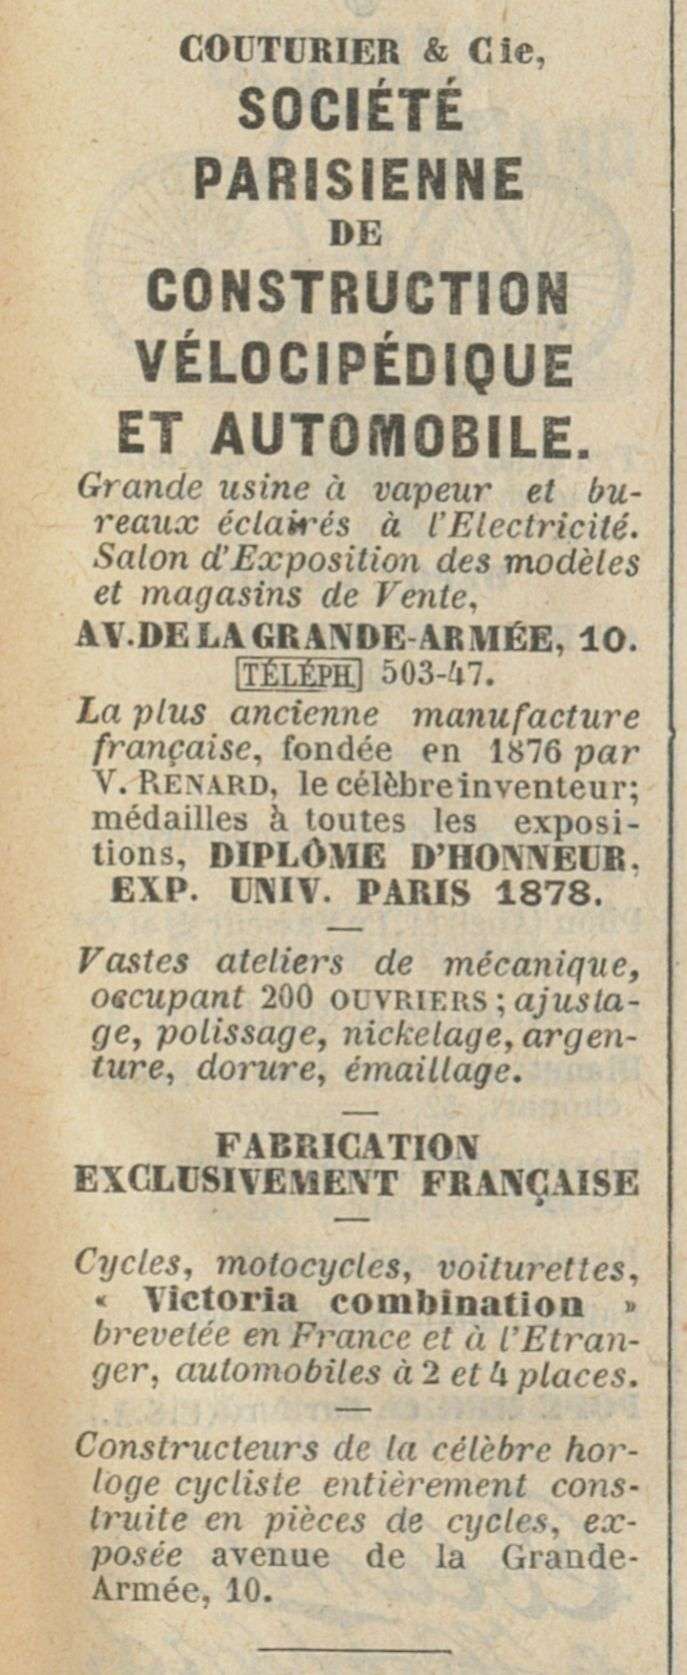 COUTURIER & Cie,
SOCIÉTÉ
PARISIENNE
DE
CONSTRUCTION
VÉLOCIPÉDIQUE
ET AUTOMOBILE.
Grande usine à vapeur et bu-
reaux éclairés à l'Electricité.
Salon d'Exposition des modèles
et magasins de Vente,
AV. DE LA GRANDE-ARMÉE, 10.
TÉLÉPH 503-47.
La plus ancienne manufacture
française, fondée en 1876 par
V. RENARD, le célèbre inventeur;
médailles à toutes les exposi-
tions, DIPLÔME D'HONNEUR,
EXP. UNIV. PARIS 1878.
Vastes ateliers de mécanique,
occupant 200 OUVRIERS; ajusta-
ge, polissage, nickelage, argen-
ture, dorure, émaillage.
FABRICATION
EXCLUSIVEMENT FRANÇAISE
Cycles, motocycles, voiturettes,
« Victoria combination »
brevetée en France et à l'Etran-
ger, automobiles à 2 et 4 places.
Constructeurs de la célèbre hor-
loge cycliste entièrement cons-
truite en pièces de cycles, ex-
posée avenue de la Grande-
Armée, 10.